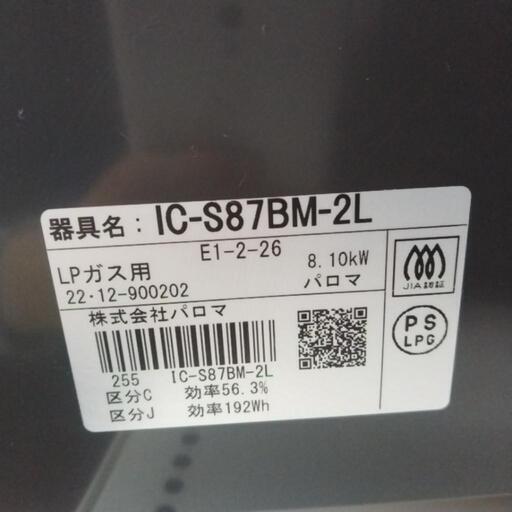 器具名：IC-S87BM-2L
E1-2-26
LPガス用 8.10kW
22・12-900202 パロマ
株式会社パロマ
255 IC-S87BM-2L
区分C 効率56.3%
区分J 効率192Wh
JIA認証
PS
LPG